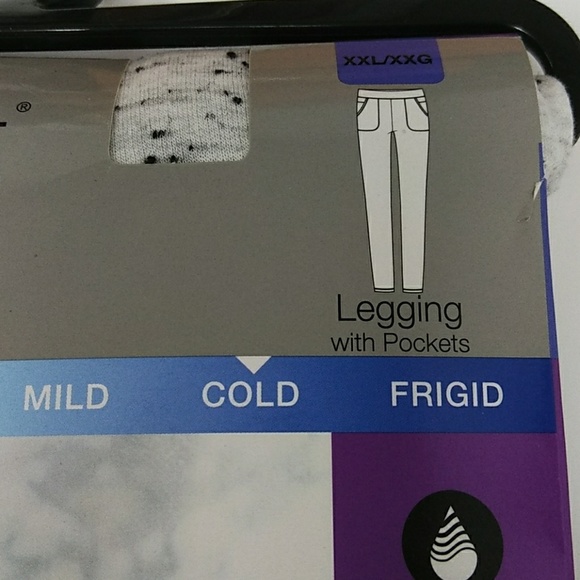 XXL/XXG
®
Legging
with Pockets
MILD COLD FRIGID